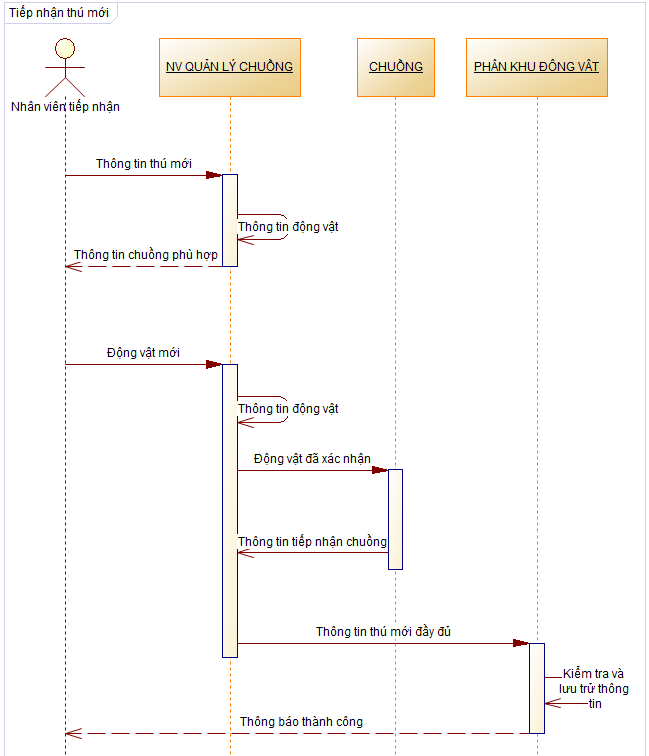 Tiếp nhận thú mới
NV QUẢN LÝ CHUỒNG
CHUỒNG
PHÂN KHU ĐỘNG VẬT
Nhân viên tiếp nhận
Thông tin thú mới
Thông tin động vật
Thông tin chuồng phù hợp
Động vật mới
Thông tin động vật
Động vật đã xác nhận
Thông tin tiếp nhận chuồng
Thông tin thú mới đầy đủ
Kiểm tra và
lưu trử thông
tin
Thông báo thành công